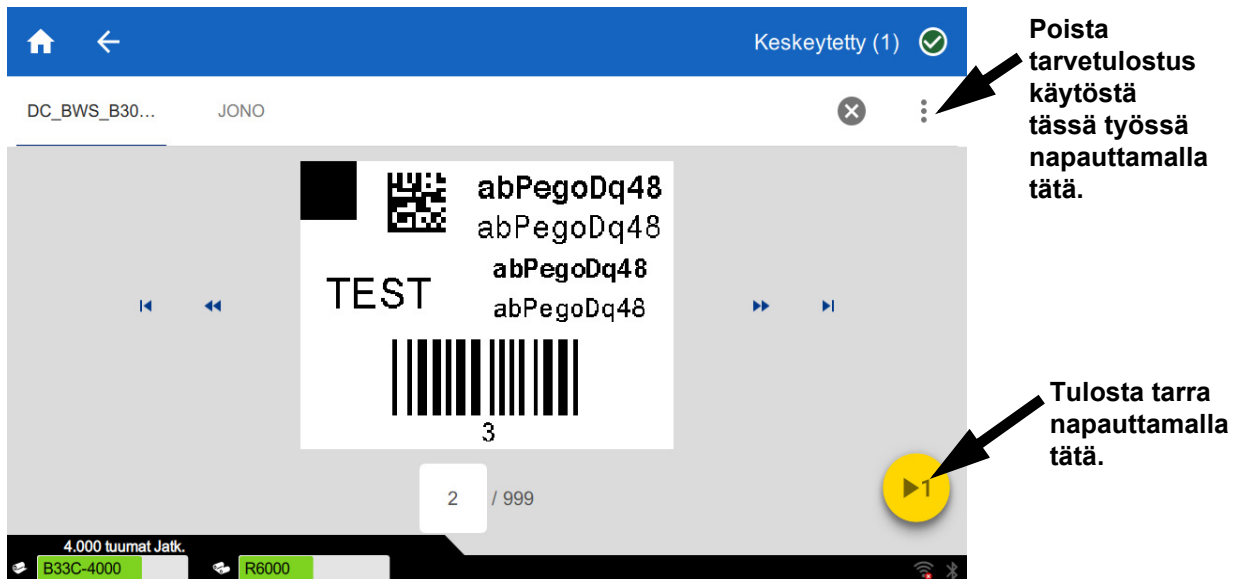 Keskeytetty (1)
DC_BWS_B30...
JONO
abPegoDq48
abPegoDq48
TEST
abPegoDq48
abPegoDq48
3
2 / 999
▶1
4.000 tuumat Jatk.
B33C-4000
R6000
Poista
tarvetulostus
käytöstä
tässä työssä
napauttamalla
tätä.
Tulosta tarra
napauttamalla
tätä.